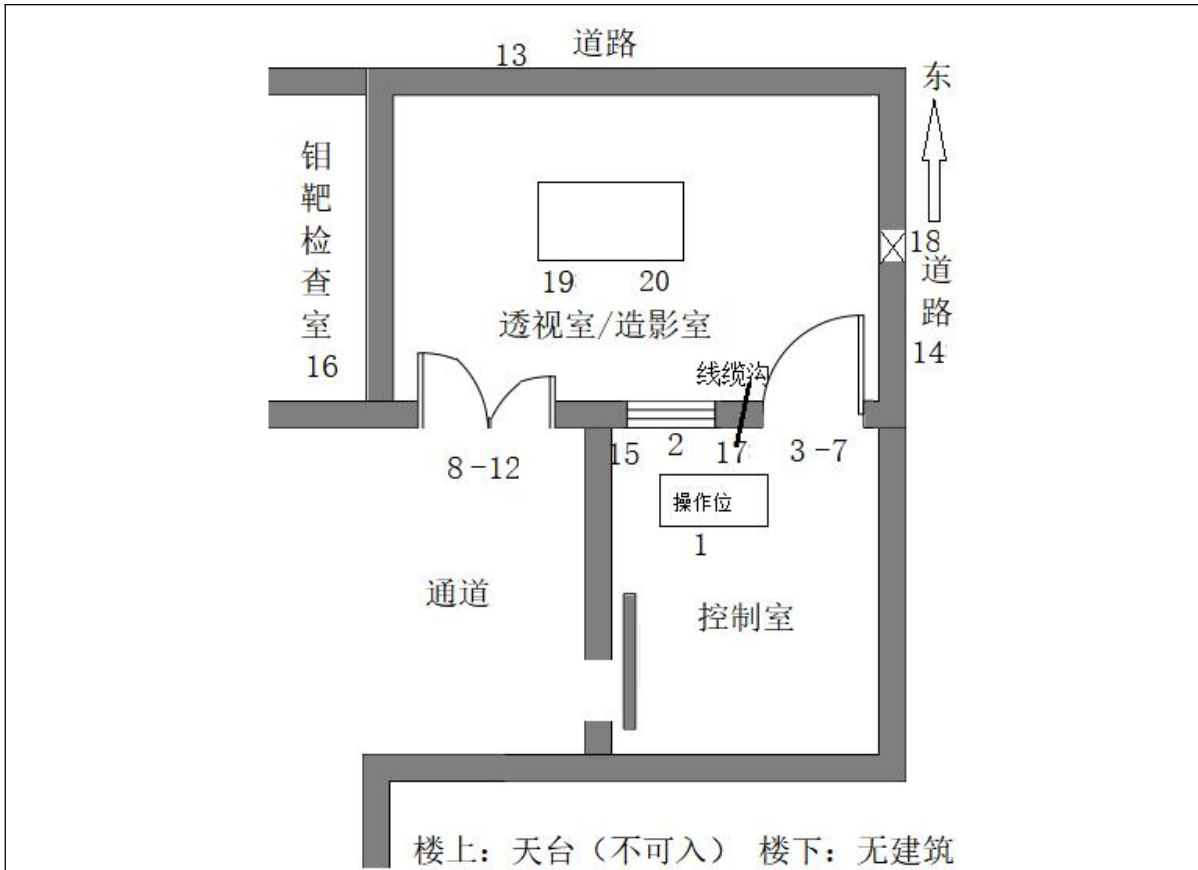 13 道路
东
钼靶检查室
16
19 20
透视室/造影室
18
道路
14
线缆沟
8-12
15 2 17 3-7
操作位
1
通道
控制室
楼上：天台（不可入） 楼下：无建筑